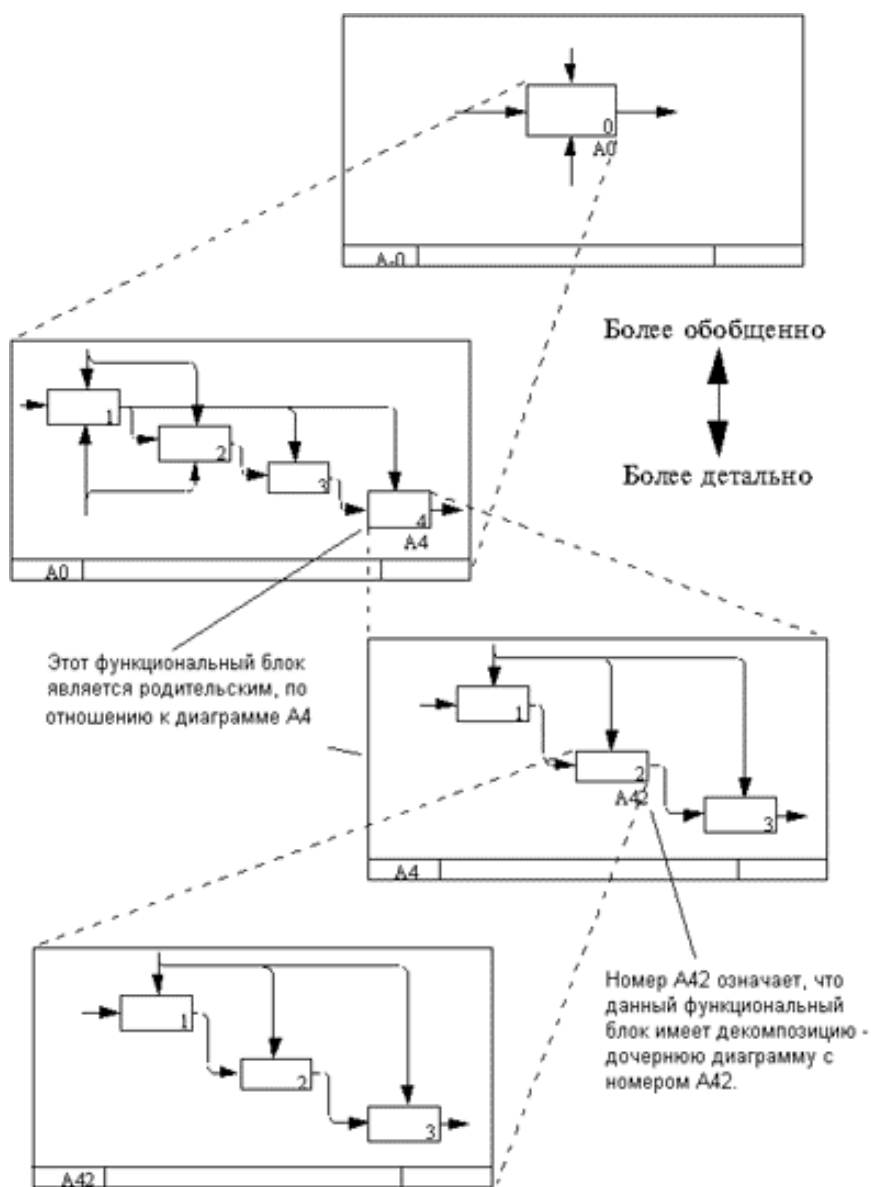 0
A0
A-0
Более обобщенно
Более детально
1
2
3
4
A4
A0
Этот функциональный блок
является родительским, по
отношению к диаграмме А4
1
2
A42
3
A4
Номер А42 означает, что
данный функциональный
блок имеет декомпозицию -
дочернюю диаграмму с
номером А42.
1
2
3
A42